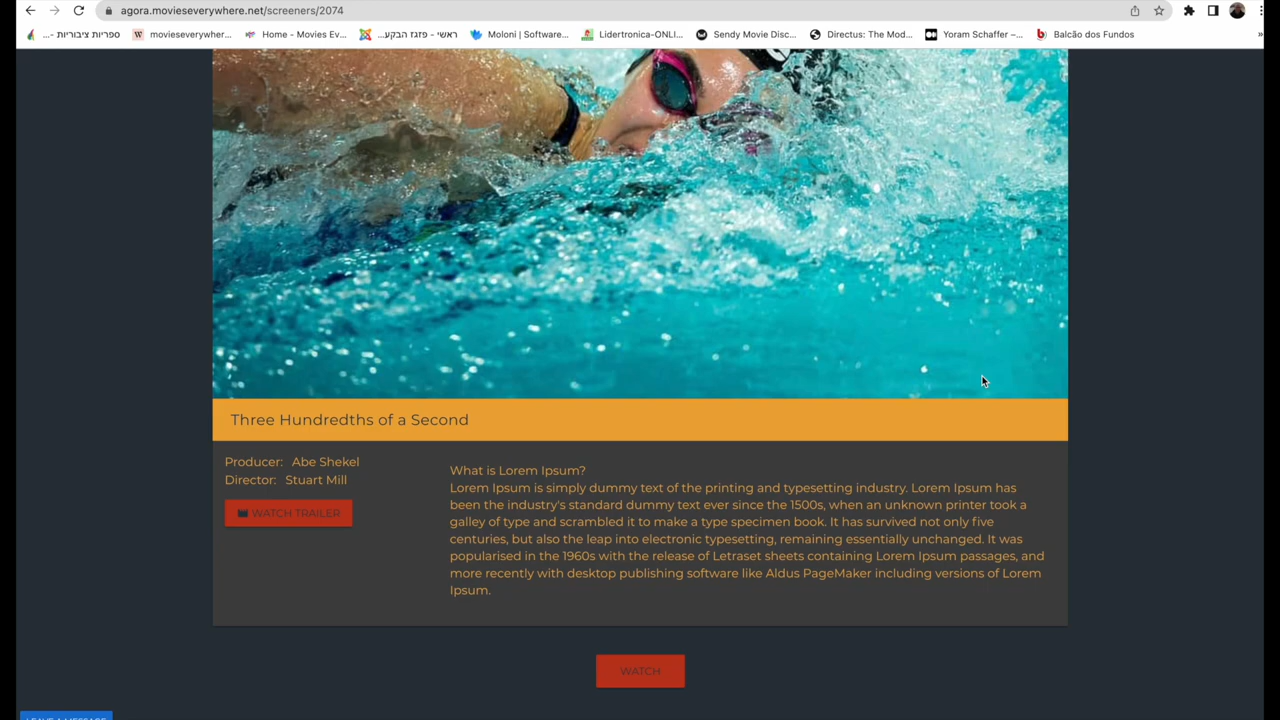 agora.movieseverywhere.net/screeners/2074
ספריות ציבוריות -...
movieseverywher...
Home - Movies Ev...
ראשי - פזגז הבקע...
Moloni | Software...
Lidertronica-ONLI...
Sendy Movie Disc...
Directus: The Mod...
Yoram Schaffer –...
Balcão dos Fundos
»
Three Hundredths of a Second
Producer: Abe Shekel
Director: Stuart Mill
WATCH TRAILER
What is Lorem Ipsum?
Lorem Ipsum is simply dummy text of the printing and typesetting industry. Lorem Ipsum has
been the industry's standard dummy text ever since the 1500s, when an unknown printer took a
galley of type and scrambled it to make a type specimen book. It has survived not only five
centuries, but also the leap into electronic typesetting, remaining essentially unchanged. It was
popularised in the 1960s with the release of Letraset sheets containing Lorem Ipsum passages, and
more recently with desktop publishing software like Aldus PageMaker including versions of Lorem
Ipsum.
WATCH
LEAVE A MESSAGE